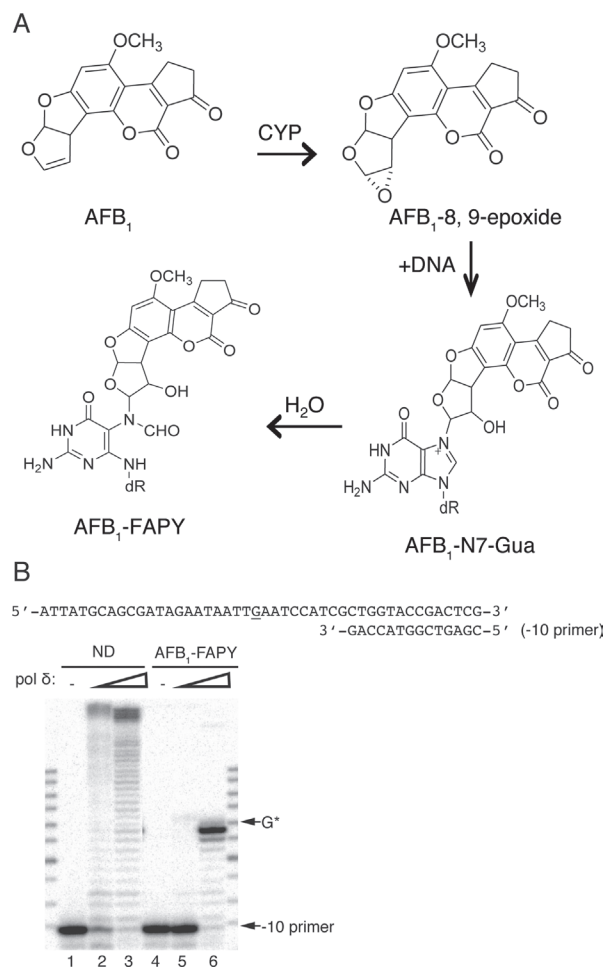 A
OCH3
O
O
O
O
O
AFB1
CYP
OCH3
O
O
O
O
O
O
AFB1-8, 9-epoxide
+DNA
OCH3
O
O
O
O
O
OH
O
HN
N
+
H2N
N
N
dR
AFB1-N7-Gua
H2O
OCH3
O
O
O
O
O
OH
O
HN
N
CHO
H2N
N
NH
dR
AFB1-FAPY
B
5′-ATTATGCAGCGATAGAATAATTGAATCCATCGCTGGTACCGACTCG-3′
3′-GACCATGGCTGAGC-5′ (-10 primer)
ND AFB1-FAPY
pol δ: - -
G*
-10 primer
1 2 3 4 5 6